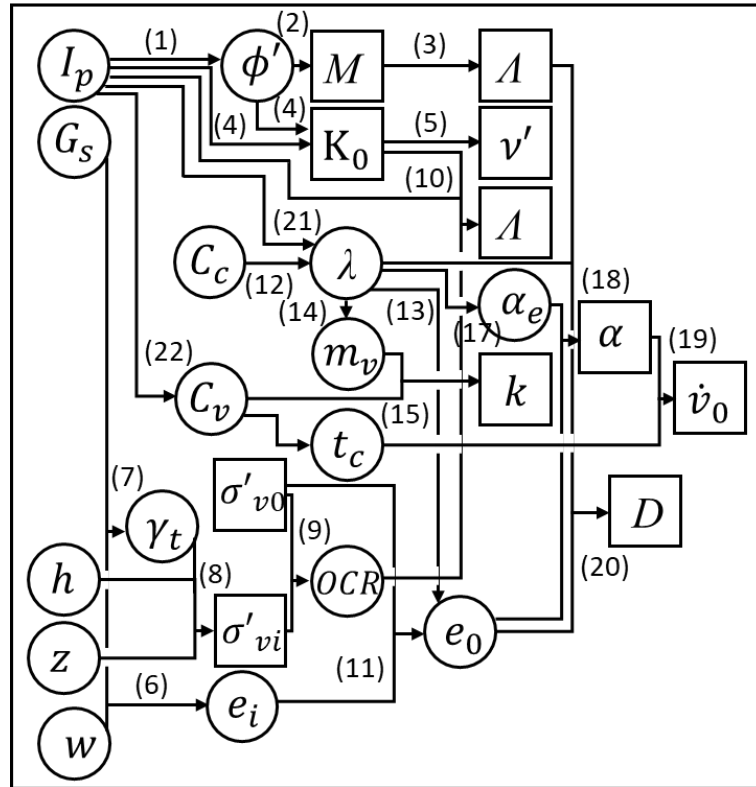 (1) (2) (3)
I_p ϕ′ M Λ
(4) (4) (5)
G_s K_0 ν′
(10)
Λ
(21) (18)
C_c (12) λ α_e α
(14) (13) (17) (19)
m_v
(22) k v̇_0
C_v (15)
t_c
(7) σ′_v0
γ_t (9) D
h (8) OCR (20)
z σ′_vi e_0
(6) (11)
w e_i